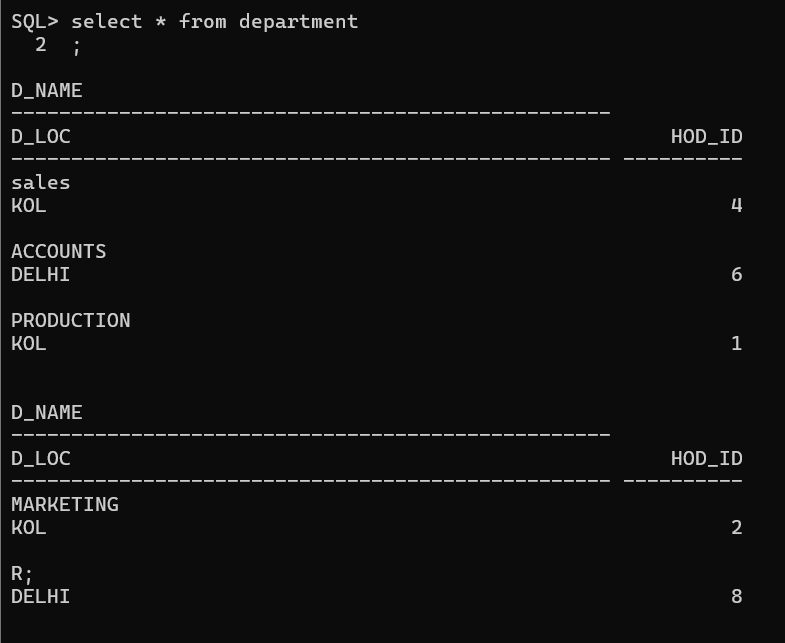 SQL> select * from department
  2  ;
D_NAME
--------------------------------------------------
D_LOC                                                  HOD_ID
-------------------------------------------------- ----------
sales
KOL                                                         4
ACCOUNTS
DELHI                                                       6
PRODUCTION
KOL                                                         1
D_NAME
--------------------------------------------------
D_LOC                                                  HOD_ID
-------------------------------------------------- ----------
MARKETING
KOL                                                         2
R;
DELHI                                                       8